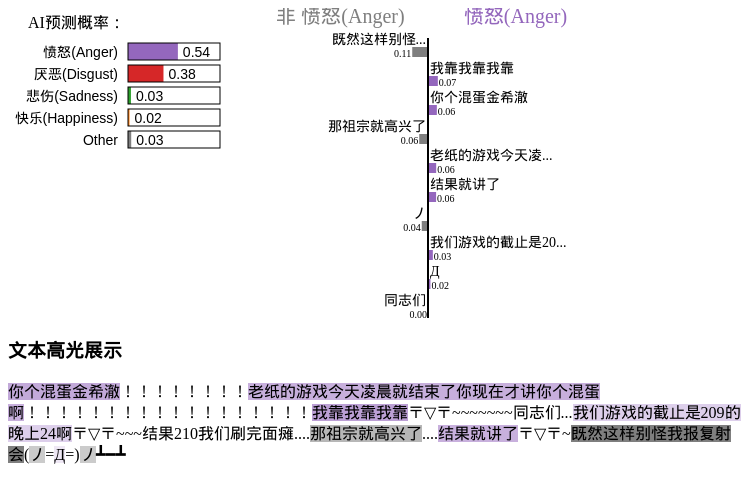 AI预测概率：
愤怒(Anger) 0.54
厌恶(Disgust) 0.38
悲伤(Sadness) 0.03
快乐(Happiness) 0.02
Other 0.03
非 愤怒(Anger) 愤怒(Anger)
既然这样别怪...
0.11
我靠我靠我靠
0.07
你个混蛋金希澈
0.06
那祖宗就高兴了
0.06
老纸的游戏今天凌...
0.06
结果就讲了
0.06
ノ
0.04
我们游戏的截止是20...
0.03
Д
0.02
同志们
0.00
文本高光展示
你个混蛋金希澈！！！！！！！！老纸的游戏今天凌晨就结束了你现在才讲你个混蛋
啊！！！！！！！！！！！！！！！！！！我靠我靠我靠〒▽〒~~~~~~~同志们...我们游戏的截止是209的
晚上24啊〒▽〒~~~结果210我们刷完面瘫....那祖宗就高兴了....结果就讲了〒▽〒~既然这样别怪我报复射
会(ノ=Д=)ノ┻━┻